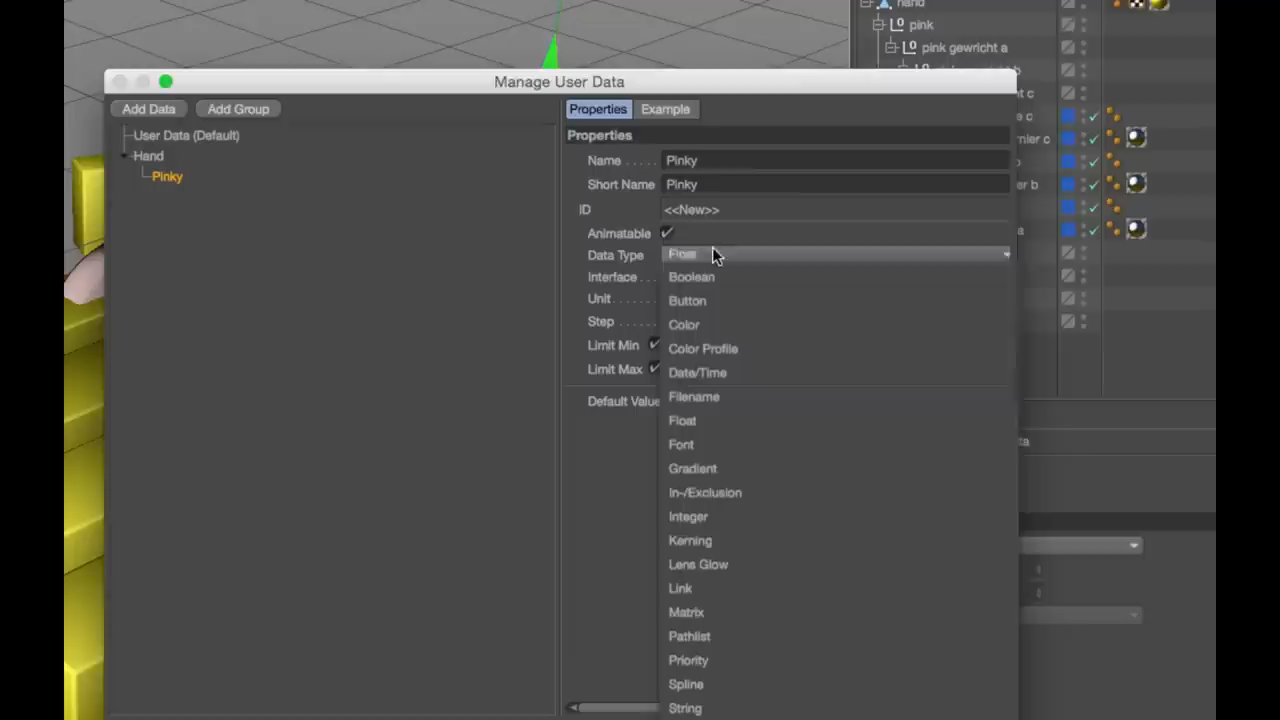 hand
pink
pink gewricht a
Manage User Data
Add Data
Add Group
Properties
Example
User Data (Default)
Hand
Pinky
Properties
Name
Pinky
Short Name
Pinky
ID
<<New>>
Animatable
Data Type
Float
Interface
Unit
Step
Limit Min
Limit Max
Default Value
Boolean
Button
Color
Color Profile
Date/Time
Filename
Float
Font
Gradient
In-/Exclusion
Integer
Kerning
Lens Glow
Link
Matrix
Pathlist
Priority
Spline
String